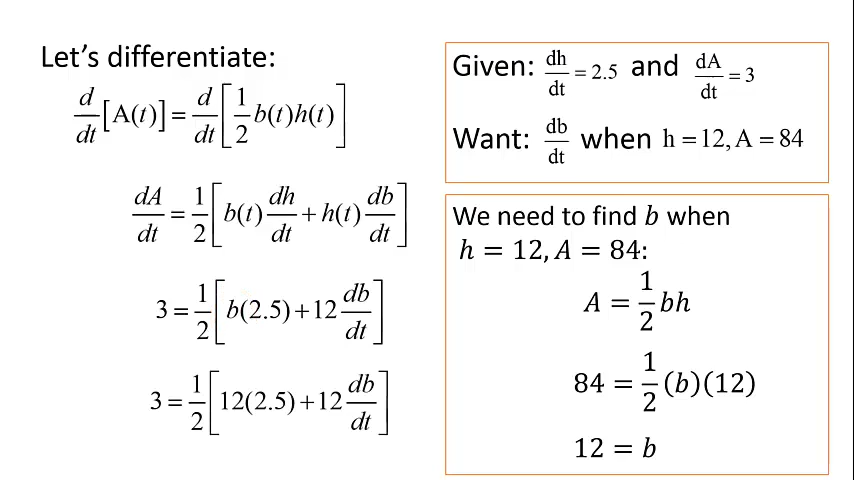 Let's differentiate:
d/dt [A(t)] = d/dt [1/2 b(t)h(t)]
dA/dt = 1/2 [b(t) dh/dt + h(t) db/dt]
3 = 1/2 [b(2.5) + 12 db/dt]
3 = 1/2 [12(2.5) + 12 db/dt]
Given: dh/dt = 2.5 and dA/dt = 3
Want: db/dt when h = 12, A = 84
We need to find b when
h = 12, A = 84:
A = 1/2 bh
84 = 1/2 (b)(12)
12 = b